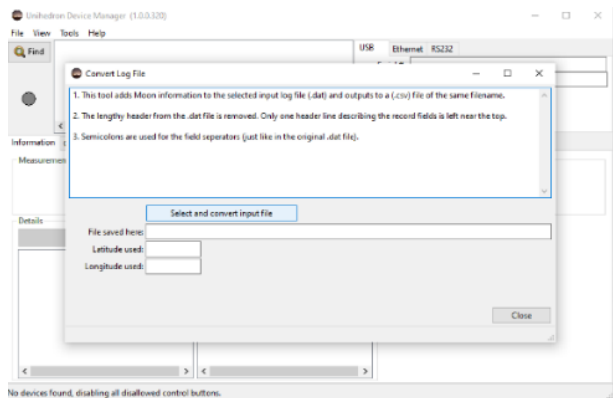 Unihedron Device Manager (1.0.0.320)
File View Tools Help
Find
USB Ethernet RS232
Convert Log File
1. This tool adds Moon information to the selected input log file (.dat) and outputs to a (.csv) file of the same filename.
2. The lengthy header from the .dat file is removed. Only one header line describing the record fields is left near the top.
3. Semicolons are used for the field seperators (just like in the original .dat file).
Information
Measuremen
Select and convert input file
Details
File saved here:
Latitude used:
Longitude used:
Close
No devices found, disabling all disallowed control buttons.